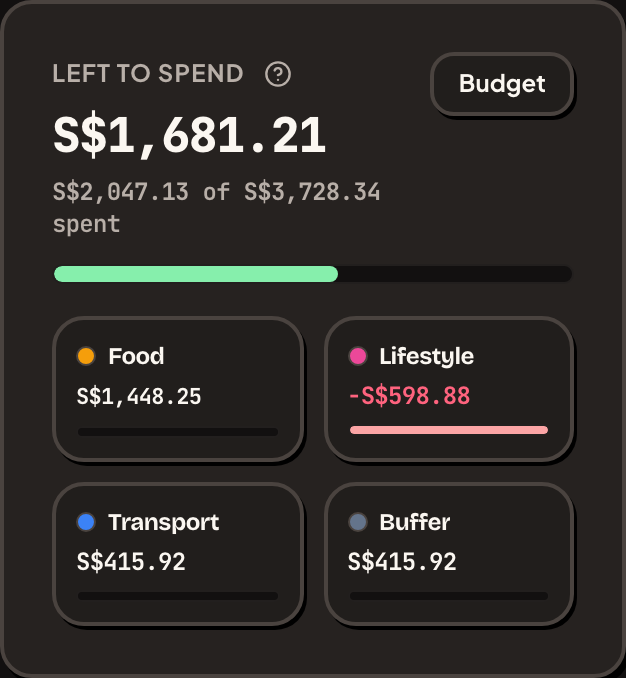 LEFT TO SPEND
Budget
S$1,681.21
S$2,047.13 of S$3,728.34
spent
Food
S$1,448.25
Lifestyle
-S$598.88
Transport
S$415.92
Buffer
S$415.92